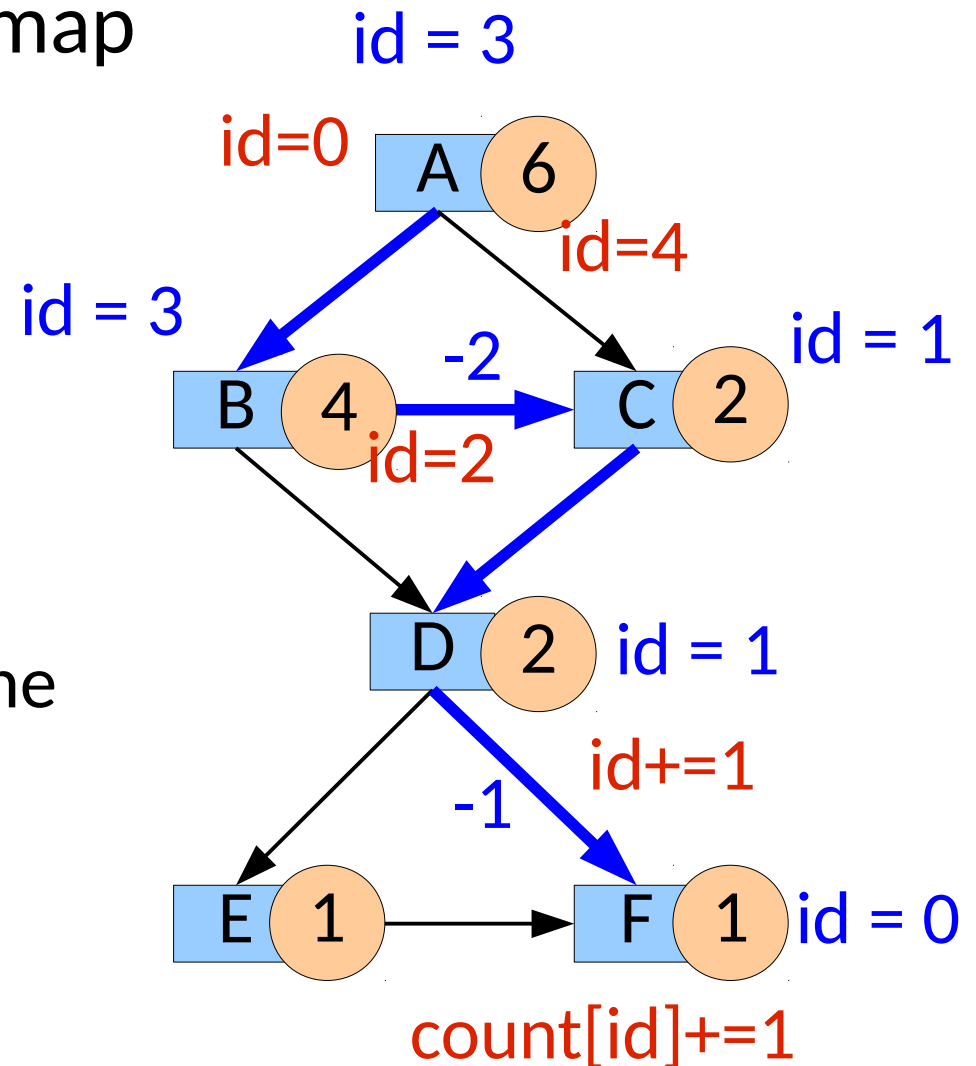 map
id = 3
id=0
A 6
id=4
id = 3
-2
id = 1
B 4
C 2
id=2
ne
D 2
id = 1
id+=1
-1
E 1
F 1
id = 0
count[id]+=1